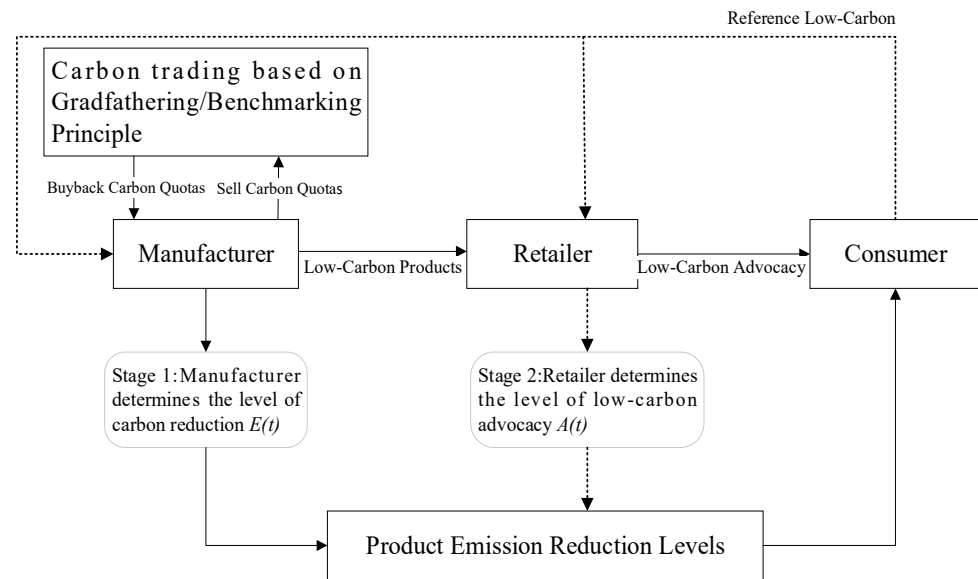 Reference Low-Carbon
Carbon trading based on
Gradfathering/Benchmarking
Principle
Buyback Carbon Quotas
Sell Carbon Quotas
Manufacturer
Low-Carbon Products
Retailer
Low-Carbon Advocacy
Consumer
Stage 1:Manufacturer
determines the level of
carbon reduction E(t)
Stage 2:Retailer determines
the level of low-carbon
advocacy A(t)
Product Emission Reduction Levels